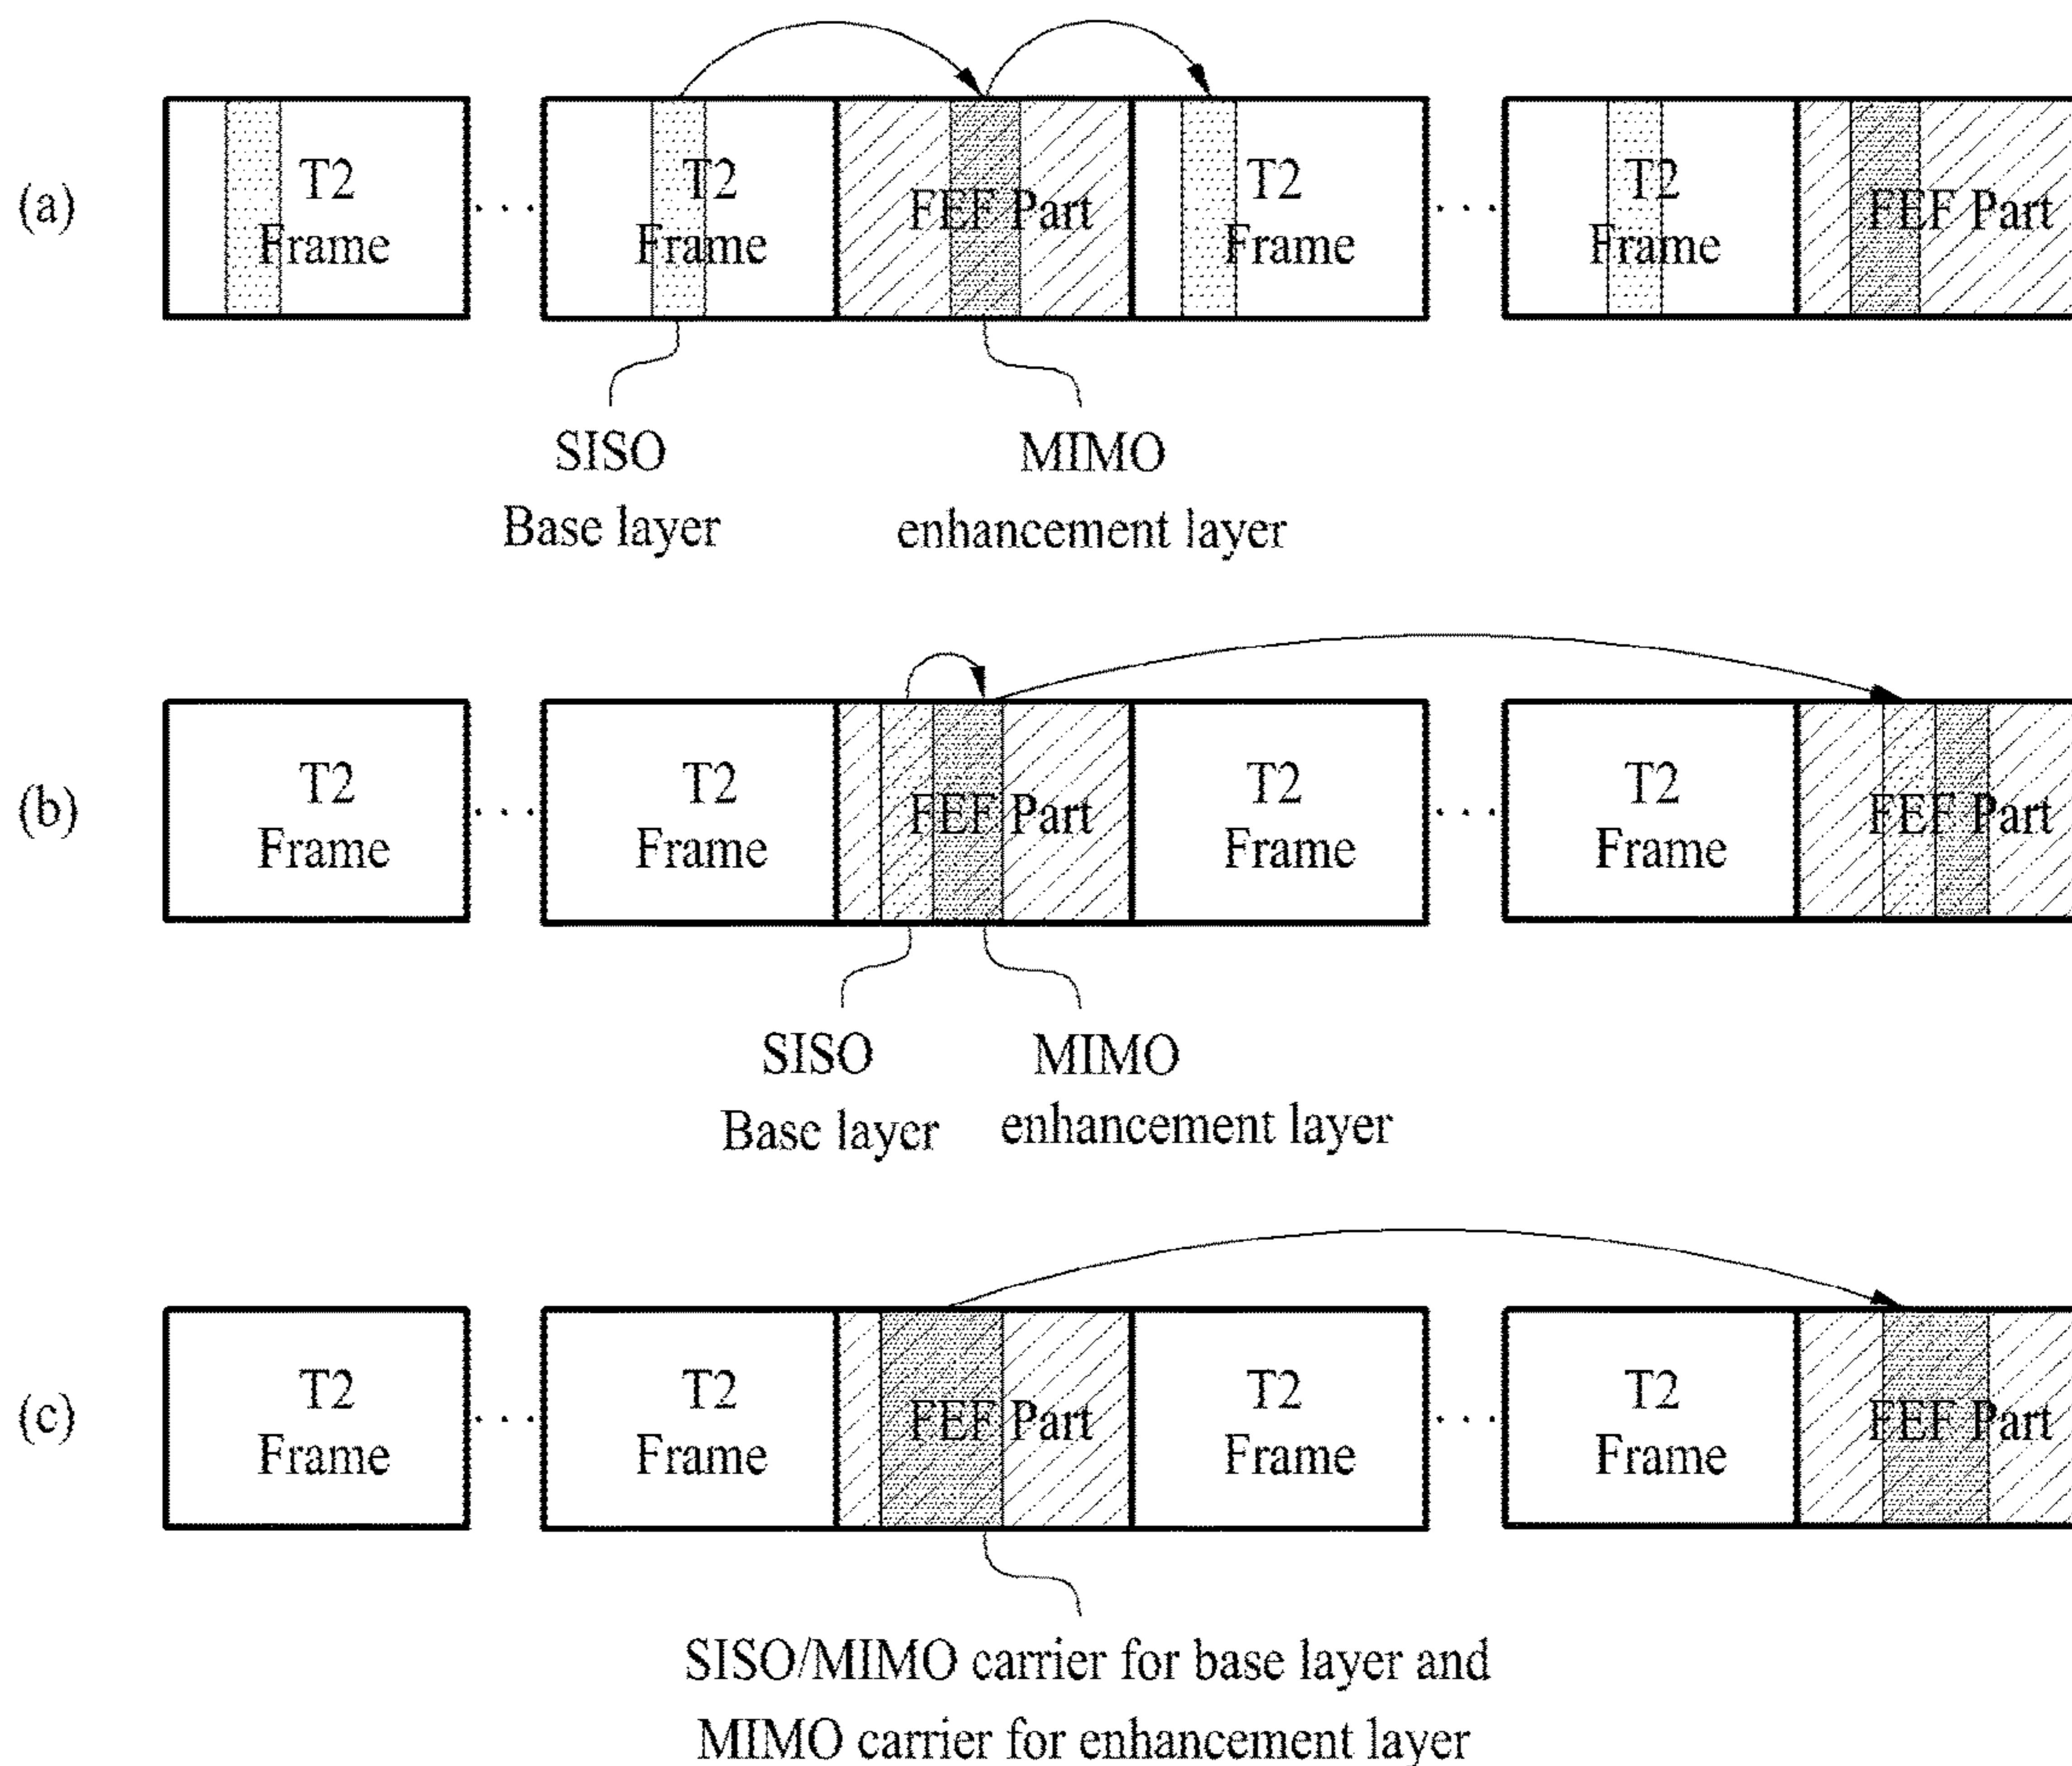 (a)
T2 Frame
. . .
T2 Frame
FEF Part
T2 Frame
. . .
T2 Frame
FEF Part
SISO
Base layer
MIMO
enhancement layer
(b)
T2 Frame
. . .
T2 Frame
FEF Part
T2 Frame
. . .
T2 Frame
FEF Part
SISO
Base layer
MIMO
enhancement layer
(c)
T2 Frame
. . .
T2 Frame
FEF Part
T2 Frame
. . .
T2 Frame
FEF Part
SISO/MIMO carrier for base layer and
MIMO carrier for enhancement layer